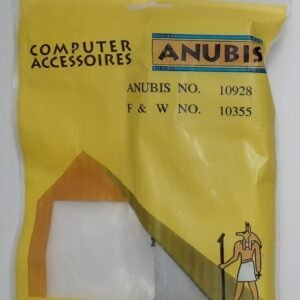 COMPUTER
ACCESSOIRES
ANUBIS
ANUBIS NO. 10928
F & W NO. 10355